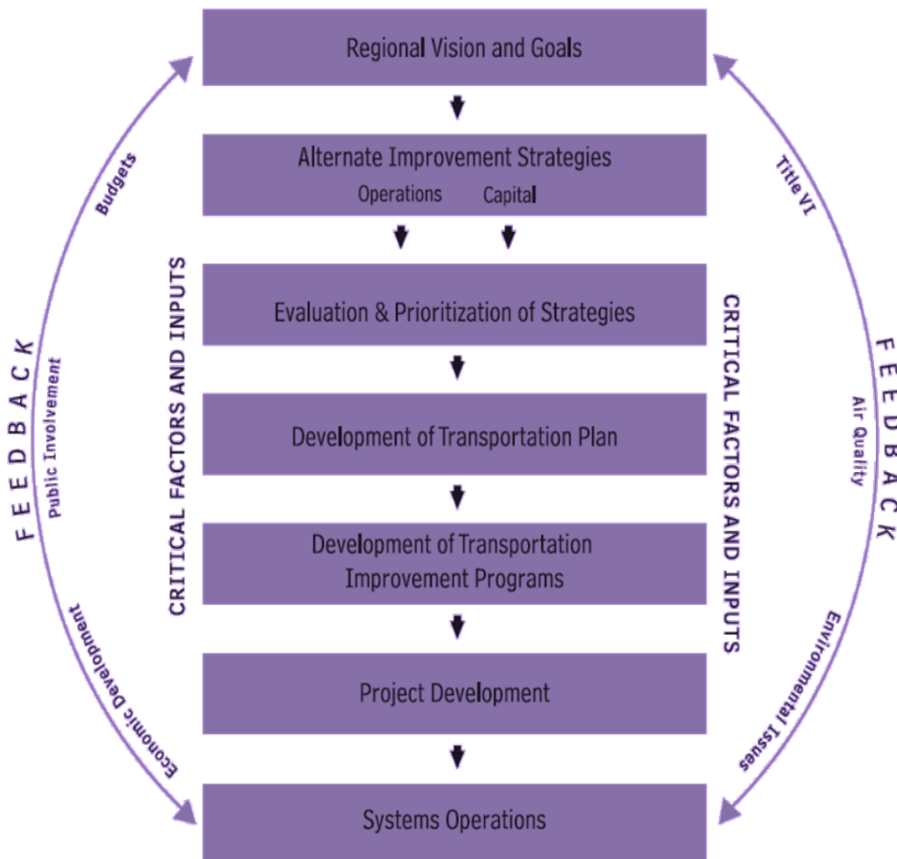 Regional Vision and Goals
Alternate Improvement Strategies
Operations Capital
Evaluation & Prioritization of Strategies
Development of Transportation Plan
Development of Transportation
Improvement Programs
Project Development
Systems Operations
CRITICAL FACTORS AND INPUTS
CRITICAL FACTORS AND INPUTS
FEEDBACK
Budgets
Public Involvement
Economic Development
FEEDBACK
Title VI
Air Quality
Environmental Issues